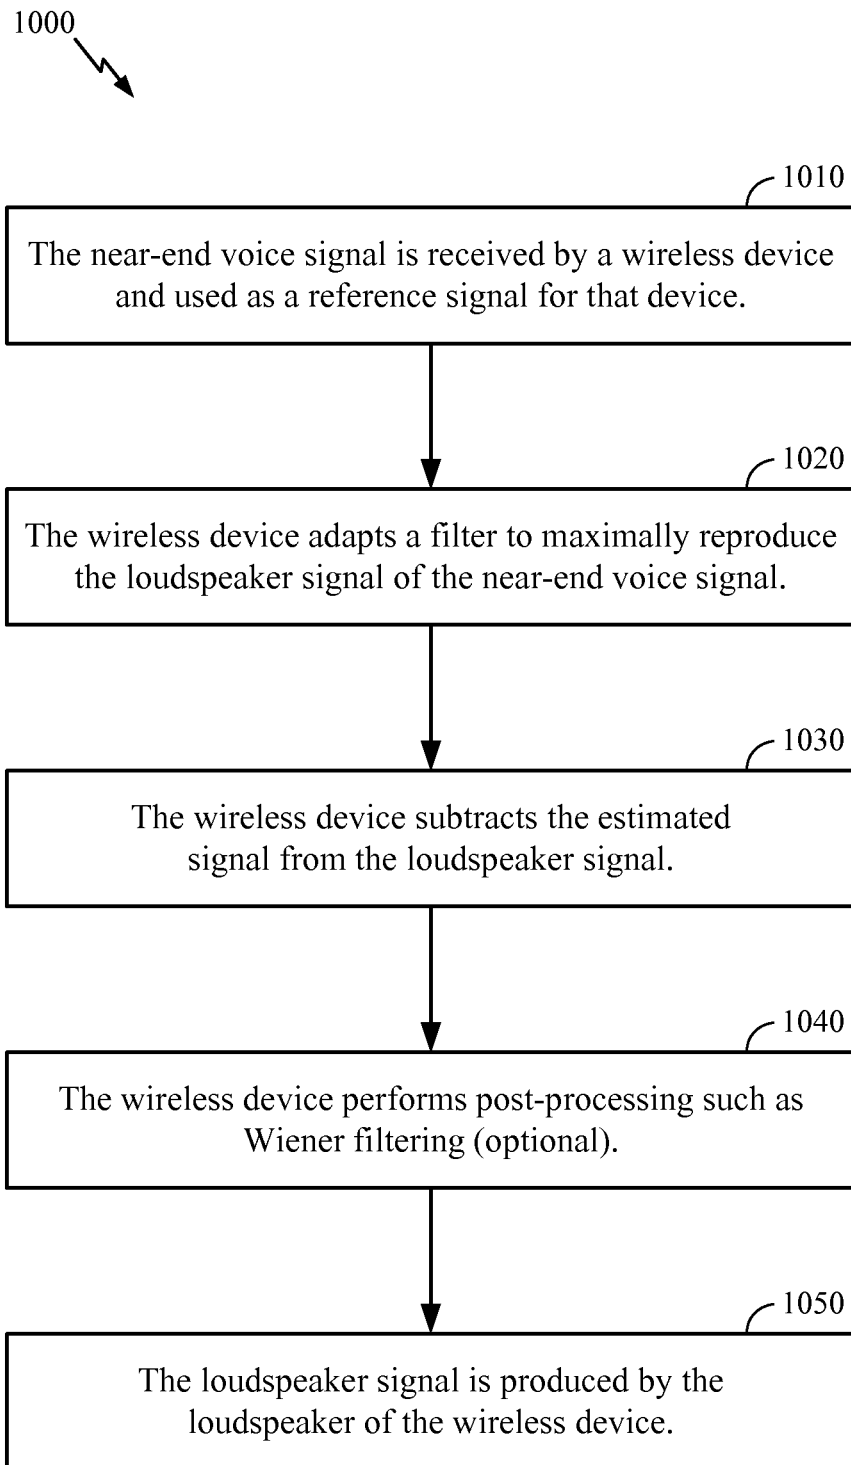 1000
1010
The near-end voice signal is received by a wireless device
and used as a reference signal for that device.
1020
The wireless device adapts a filter to maximally reproduce
the loudspeaker signal of the near-end voice signal.
1030
The wireless device subtracts the estimated
signal from the loudspeaker signal.
1040
The wireless device performs post-processing such as
Wiener filtering (optional).
1050
The loudspeaker signal is produced by the
loudspeaker of the wireless device.